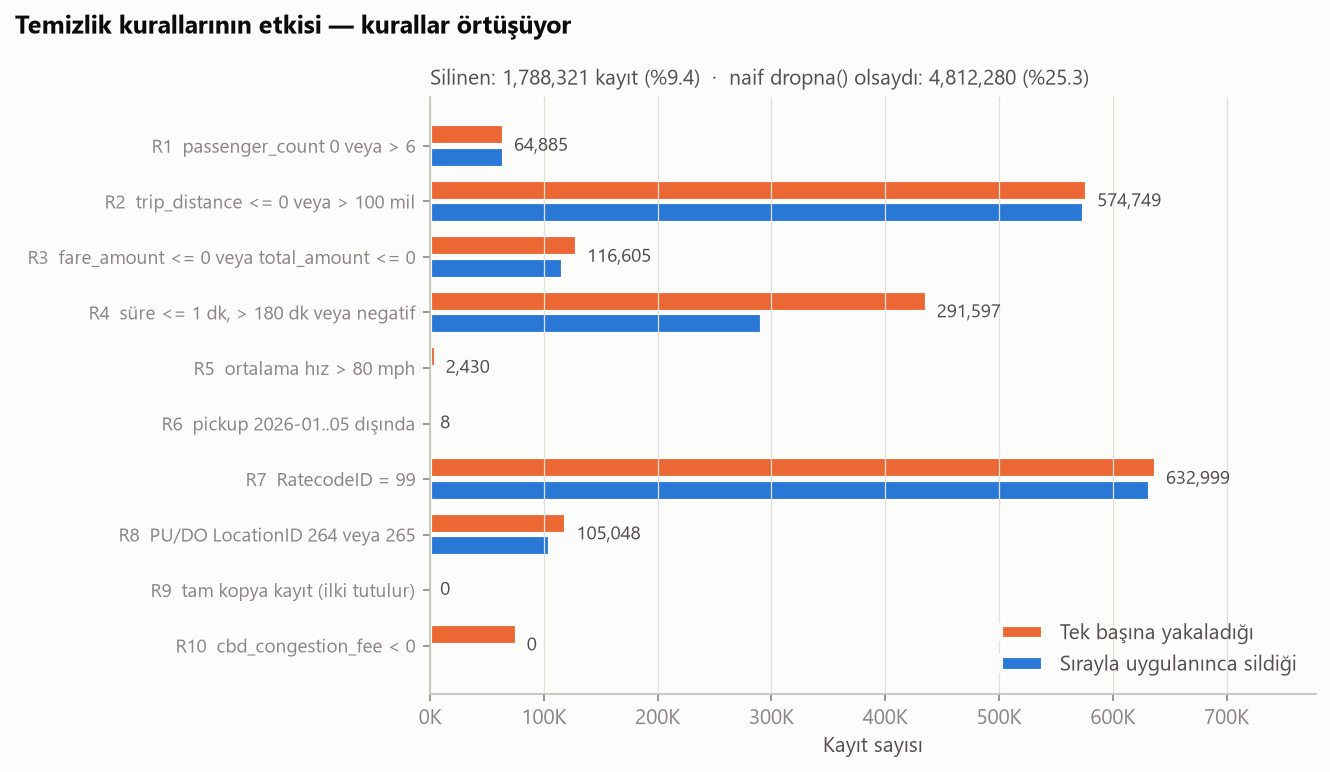 Temizlik kurallarının etkisi — kurallar örtüşüyor
Silinen: 1,788,321 kayıt (%9.4)  ·  naif dropna() olsaydı: 4,812,280 (%25.3)
R1  passenger_count 0 veya > 6
64,885
R2  trip_distance <= 0 veya > 100 mil
574,749
R3  fare_amount <= 0 veya total_amount <= 0
116,605
R4  süre <= 1 dk, > 180 dk veya negatif
291,597
R5  ortalama hız > 80 mph
2,430
R6  pickup 2026-01..05 dışında
8
R7  RatecodeID = 99
632,999
R8  PU/DO LocationID 264 veya 265
105,048
R9  tam kopya kayıt (ilki tutulur)
0
R10  cbd_congestion_fee < 0
0
Tek başına yakaladığı
Sırayla uygulanınca sildiği
0K 100K 200K 300K 400K 500K 600K 700K
Kayıt sayısı